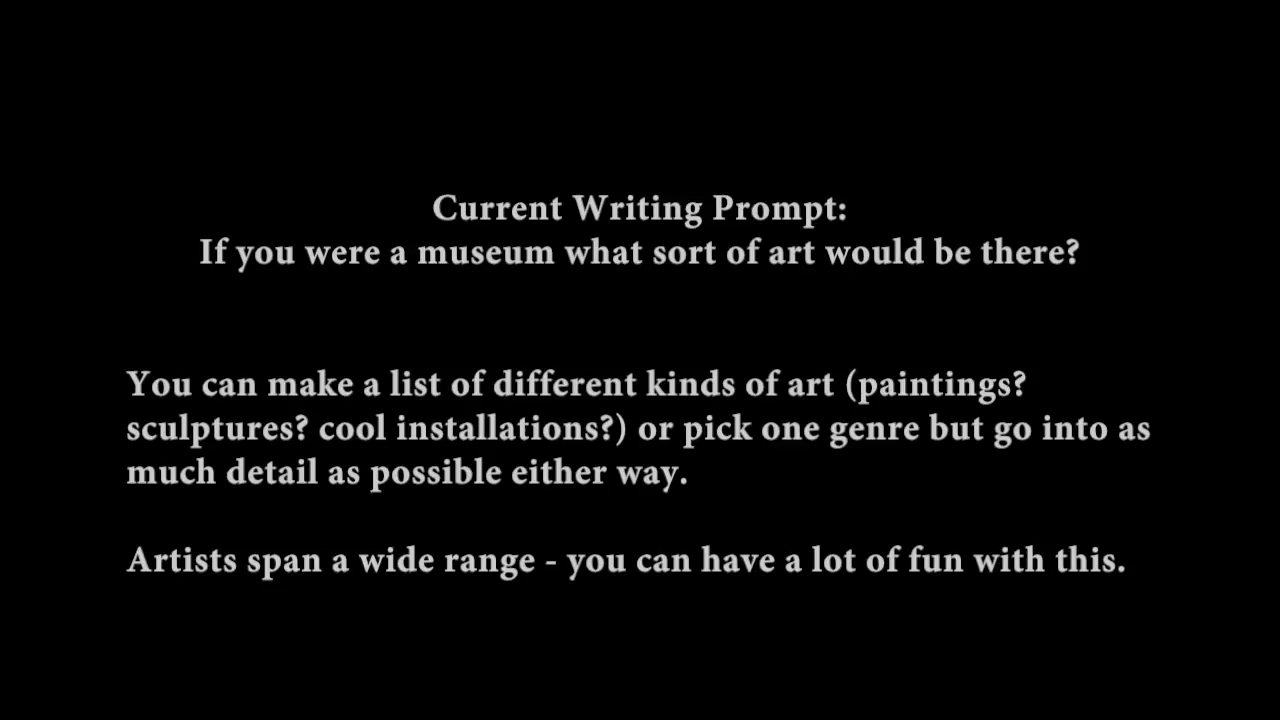 Current Writing Prompt:
If you were a museum what sort of art would be there?
You can make a list of different kinds of art (paintings?
sculptures? cool installations?) or pick one genre but go into as
much detail as possible either way.
Artists span a wide range - you can have a lot of fun with this.